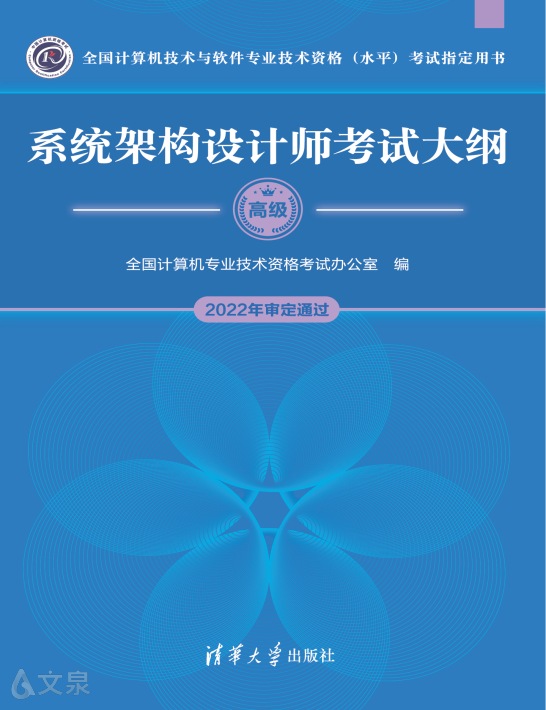 全国计算机技术与软件专业技术资格（水平）考试指定用书
系统架构设计师考试大纲
高级
全国计算机专业技术资格考试办公室 编
2022年审定通过
清华大学出版社
文泉